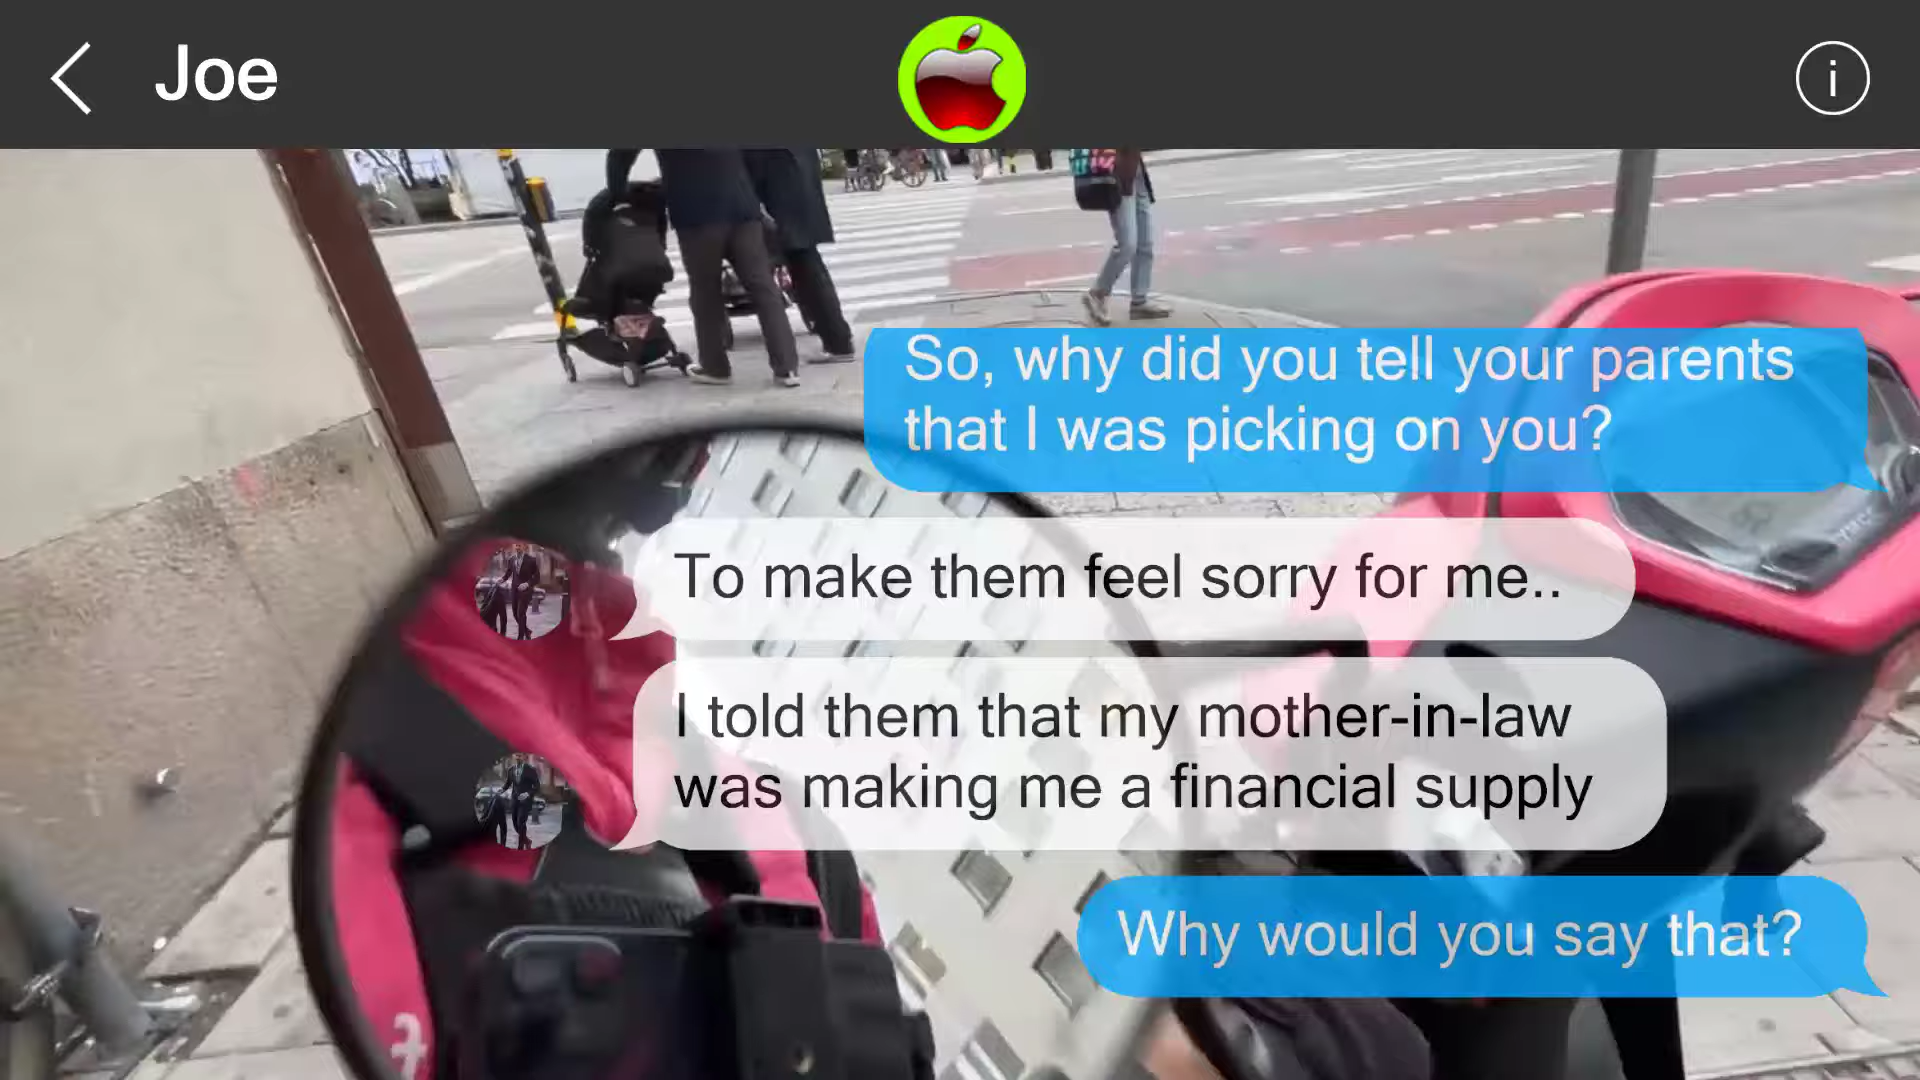 Joe
So, why did you tell your parents
that I was picking on you?
To make them feel sorry for me..
I told them that my mother-in-law
was making me a financial supply
Why would you say that?